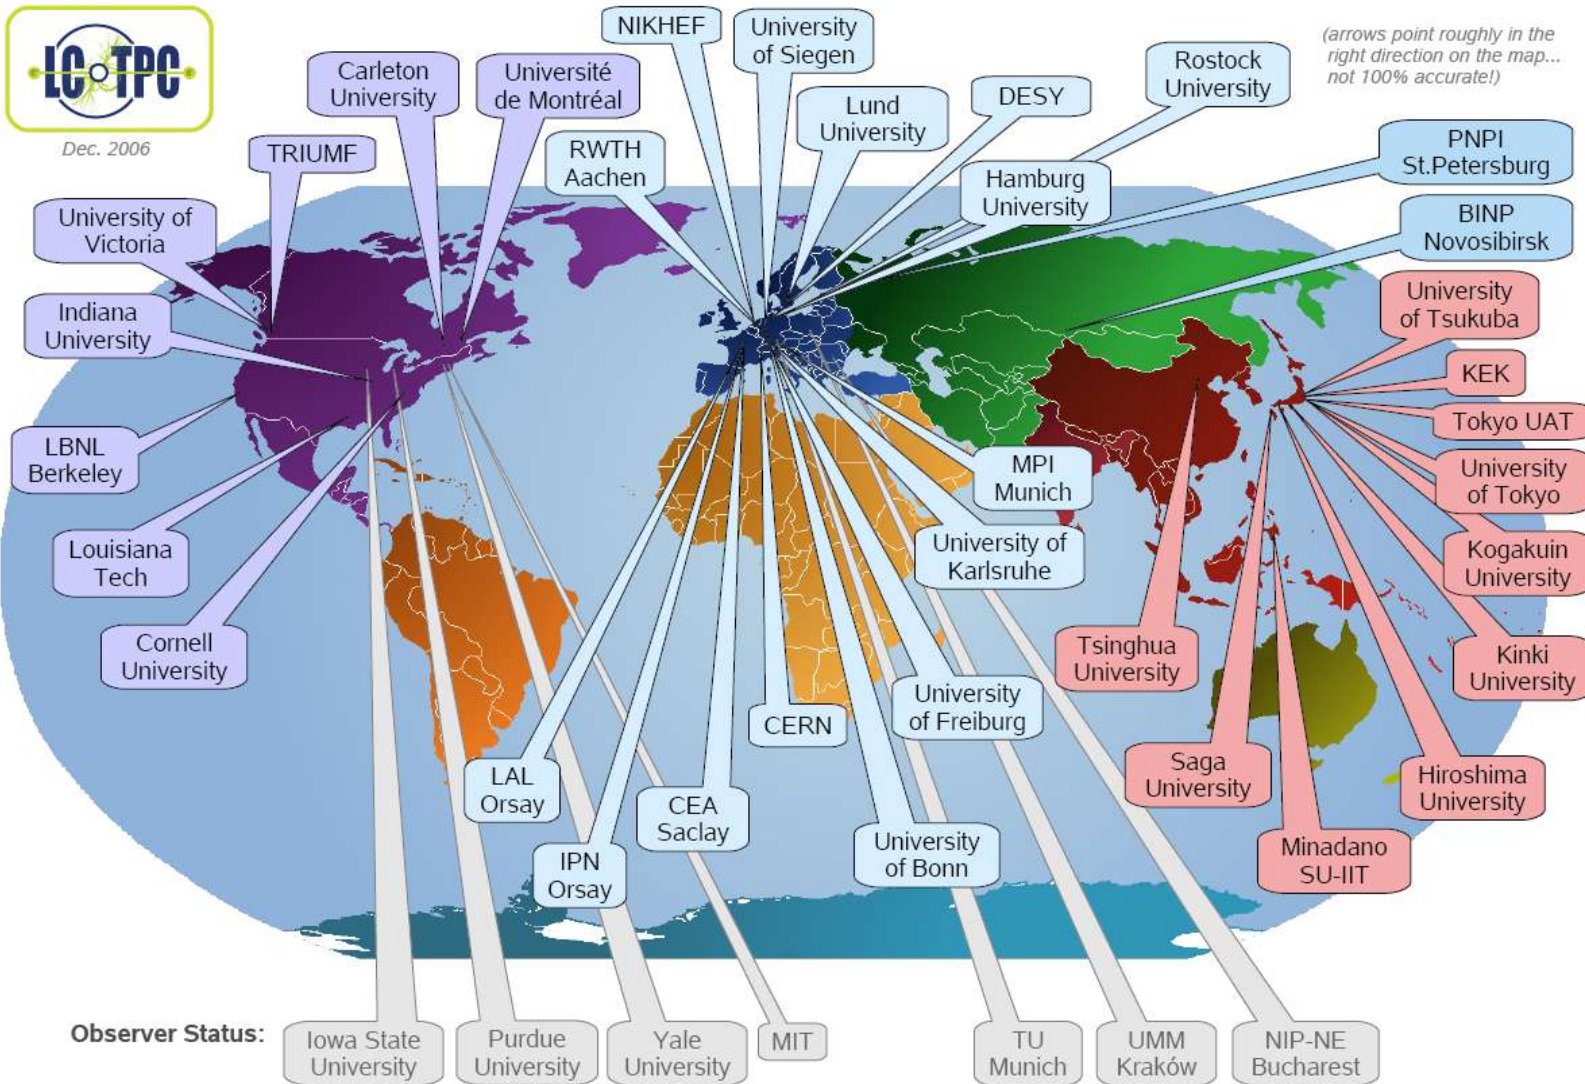 LC TPC
Dec. 2006
(arrows point roughly in the
right direction on the map...
not 100% accurate!)
NIKHEF
University
of Siegen
Carleton
University
Université
de Montréal
Rostock
University
DESY
Lund
University
TRIUMF
RWTH
Aachen
PNPI
St.Petersburg
Hamburg
University
University of
Victoria
BINP
Novosibirsk
Indiana
University
University
of Tsukuba
KEK
Tokyo UAT
LBNL
Berkeley
MPI
Munich
University
of Tokyo
Louisiana
Tech
University of
Karlsruhe
Kogakuin
University
Cornell
University
Tsinghua
University
Kinki
University
University
of Freiburg
CERN
LAL
Orsay
CEA
Saclay
Saga
University
Hiroshima
University
IPN
Orsay
University
of Bonn
Minadano
SU-IIT
Observer Status:
Iowa State
University
Purdue
University
Yale
University
MIT
TU
Munich
UMM
Kraków
NIP-NE
Bucharest